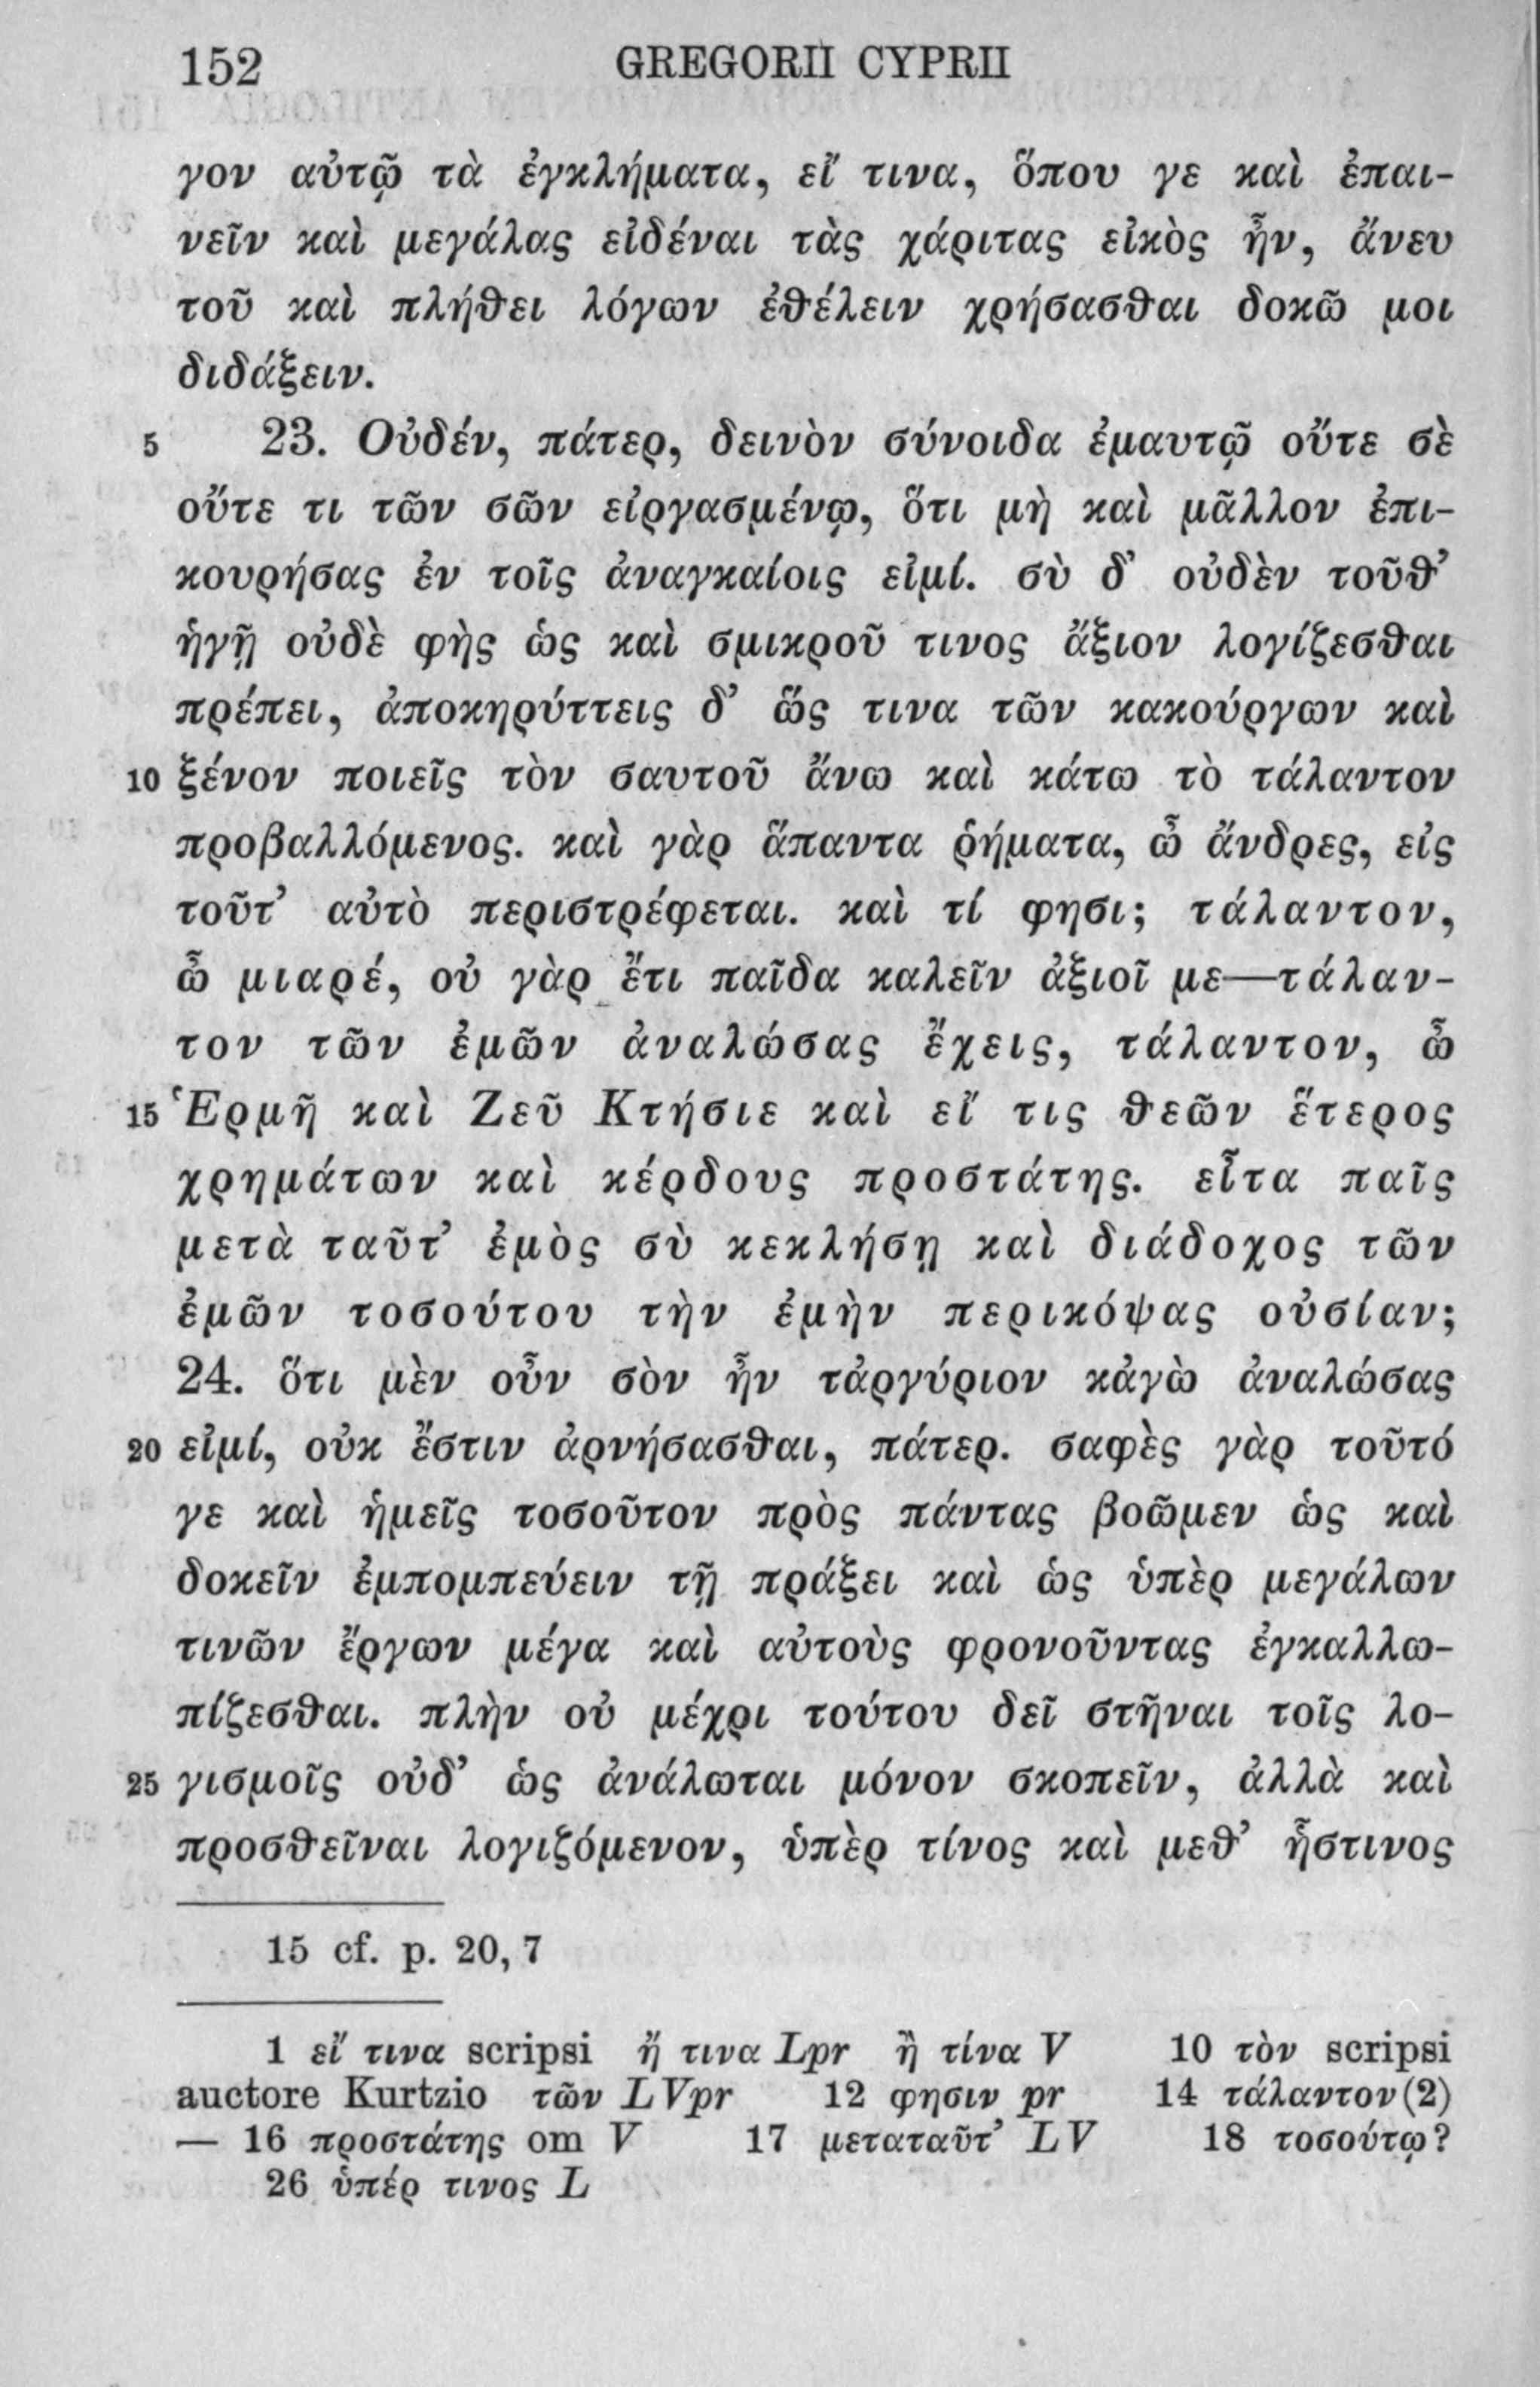 152 GREGORII CYPRII
γον αὐτῷ τὰ ἐγκλήματα, εἴ τινα, ὅπου γε καὶ ἐπαι-
νεῖν καὶ μεγάλας εἰδέναι τὰς χάριτας εἰκὸς ἦν, ἄνευ
τοῦ καὶ πλήθει λόγων ἐθέλειν χρήσασθαι δοκῶ μοι
διδάξειν.
5 23. Οὐδέν, πάτερ, δεινὸν σύνοιδα ἐμαυτῷ οὔτε σὲ
οὔτε τι τῶν σῶν εἰργασμένῳ, ὅτι μὴ καὶ μᾶλλον ἐπι-
κουρήσας ἐν τοῖς ἀναγκαίοις εἰμί. σὺ δ’ οὐδὲν τοῦθ’
ἡγῇ οὐδὲ φὴς ὡς καὶ σμικροῦ τινος ἄξιον λογίζεσθαι
πρέπει, ἀποκηρύττεις δ’ ὥς τινα τῶν κακούργων καὶ
10 ξένον ποιεῖς τὸν σαυτοῦ ἄνω καὶ κάτω τὸ τάλαντον
προβαλλόμενος. καὶ γὰρ ἅπαντα ῥήματα, ὦ ἄνδρες, εἰς
τοῦτ’ αὐτὸ περιστρέφεται. καὶ τί φησι; τάλαντον,
ὦ μιαρέ, οὐ γὰρ ἔτι παῖδα καλεῖν ἀξιοῖ με—τάλαν-
τον τῶν ἐμῶν ἀναλώσας ἔχεις, τάλαντον, ὦ
15 Ἑρμῆ καὶ Ζεῦ Κτήσιε καὶ εἴ τις θεῶν ἕτερος
χρημάτων καὶ κέρδους προστάτης. εἶτα παῖς
μετὰ ταῦτ’ ἐμὸς σὺ κεκλήσῃ καὶ διάδοχος τῶν
ἐμῶν τοσούτου τὴν ἐμὴν περικόψας οὐσίαν;
24. ὅτι μὲν οὖν σὸν ἦν τἀργύριον κἀγὼ ἀναλώσας
20 εἰμί, οὐκ ἔστιν ἀρνήσασθαι, πάτερ. σαφὲς γὰρ τοῦτό
γε καὶ ἡμεῖς τοσοῦτον πρὸς πάντας βοῶμεν ὡς καὶ
δοκεῖν ἐμπομπεύειν τῇ πράξει καὶ ὡς ὑπὲρ μεγάλων
τινῶν ἔργων μέγα καὶ αὐτοὺς φρονοῦντας ἐγκαλλω-
πίζεσθαι. πλὴν οὐ μέχρι τούτου δεῖ στῆναι τοῖς λο-
25 γισμοῖς οὐδ’ ὡς ἀνάλωται μόνον σκοπεῖν, ἀλλὰ καὶ
προσθεῖναι λογιζόμενον, ὑπὲρ τίνος καὶ μεθ’ ἧστινος
15 cf. p. 20, 7
1 εἴ τινα scripsi ἤ τινα Lpr ἢ τίνα V 10 τὸν scripsi
auctore Kurtzio τῶν LVpr 12 φησιν pr 14 τάλαντον (2)
— 16 προστάτης om V 17 μεταταῦτ’ LV 18 τοσούτῳ?
26 ὑπέρ τινος L